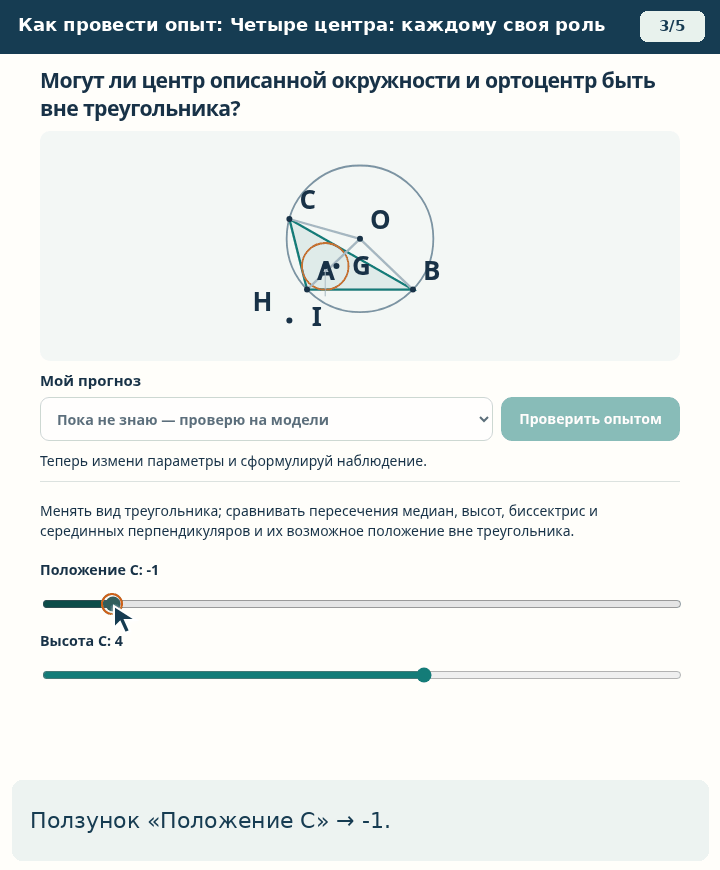 Как провести опыт: Четыре центра: каждому своя роль
3/5
Могут ли центр описанной окружности и ортоцентр быть
вне треугольника?
C
O
A
G
B
H
I
Мой прогноз
Пока не знаю — проверю на модели
Проверить опытом
Теперь измени параметры и сформулируй наблюдение.
Менять вид треугольника; сравнивать пересечения медиан, высот, биссектрис и
серединных перпендикуляров и их возможное положение вне треугольника.
Положение C: -1
Высота C: 4
Ползунок «Положение C» → -1.